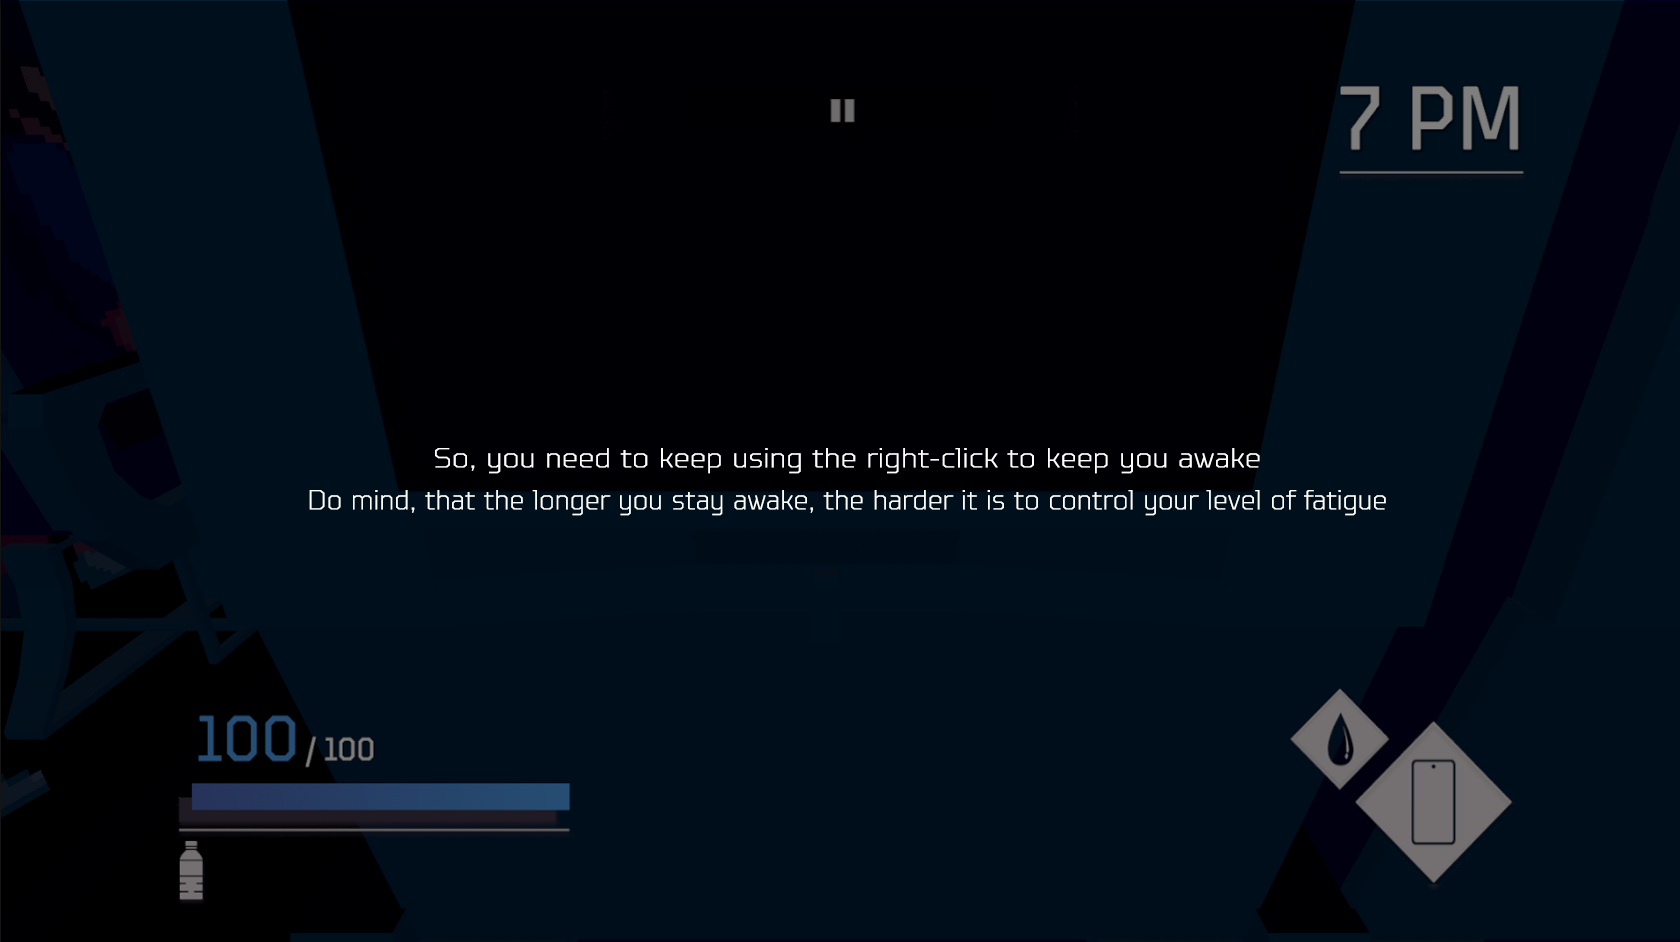 7 PM
So, you need to keep using the right-click to keep you awake
Do mind, that the longer you stay awake, the harder it is to control your level of fatigue
100 / 100